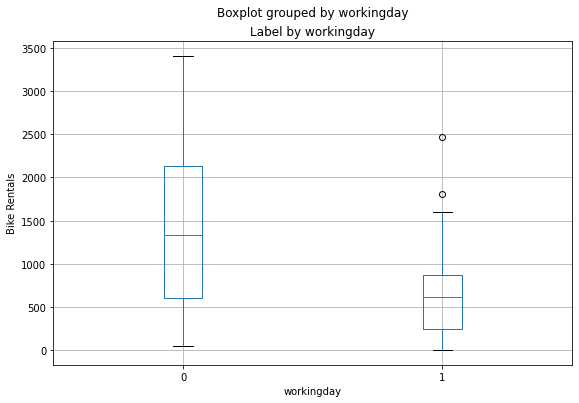 Boxplot grouped by workingday
Label by workingday
3500
3000
2500
2000
1500
1000
500
0
Bike Rentals
0 1
workingday